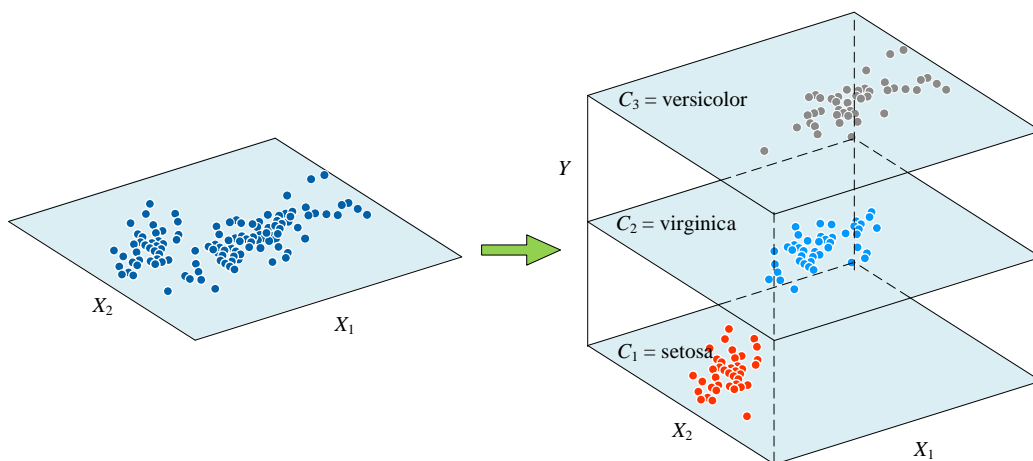 X₂
X₁
Y
C₃ = versicolor
C₂ = virginica
C₁ = setosa
X₂
X₁